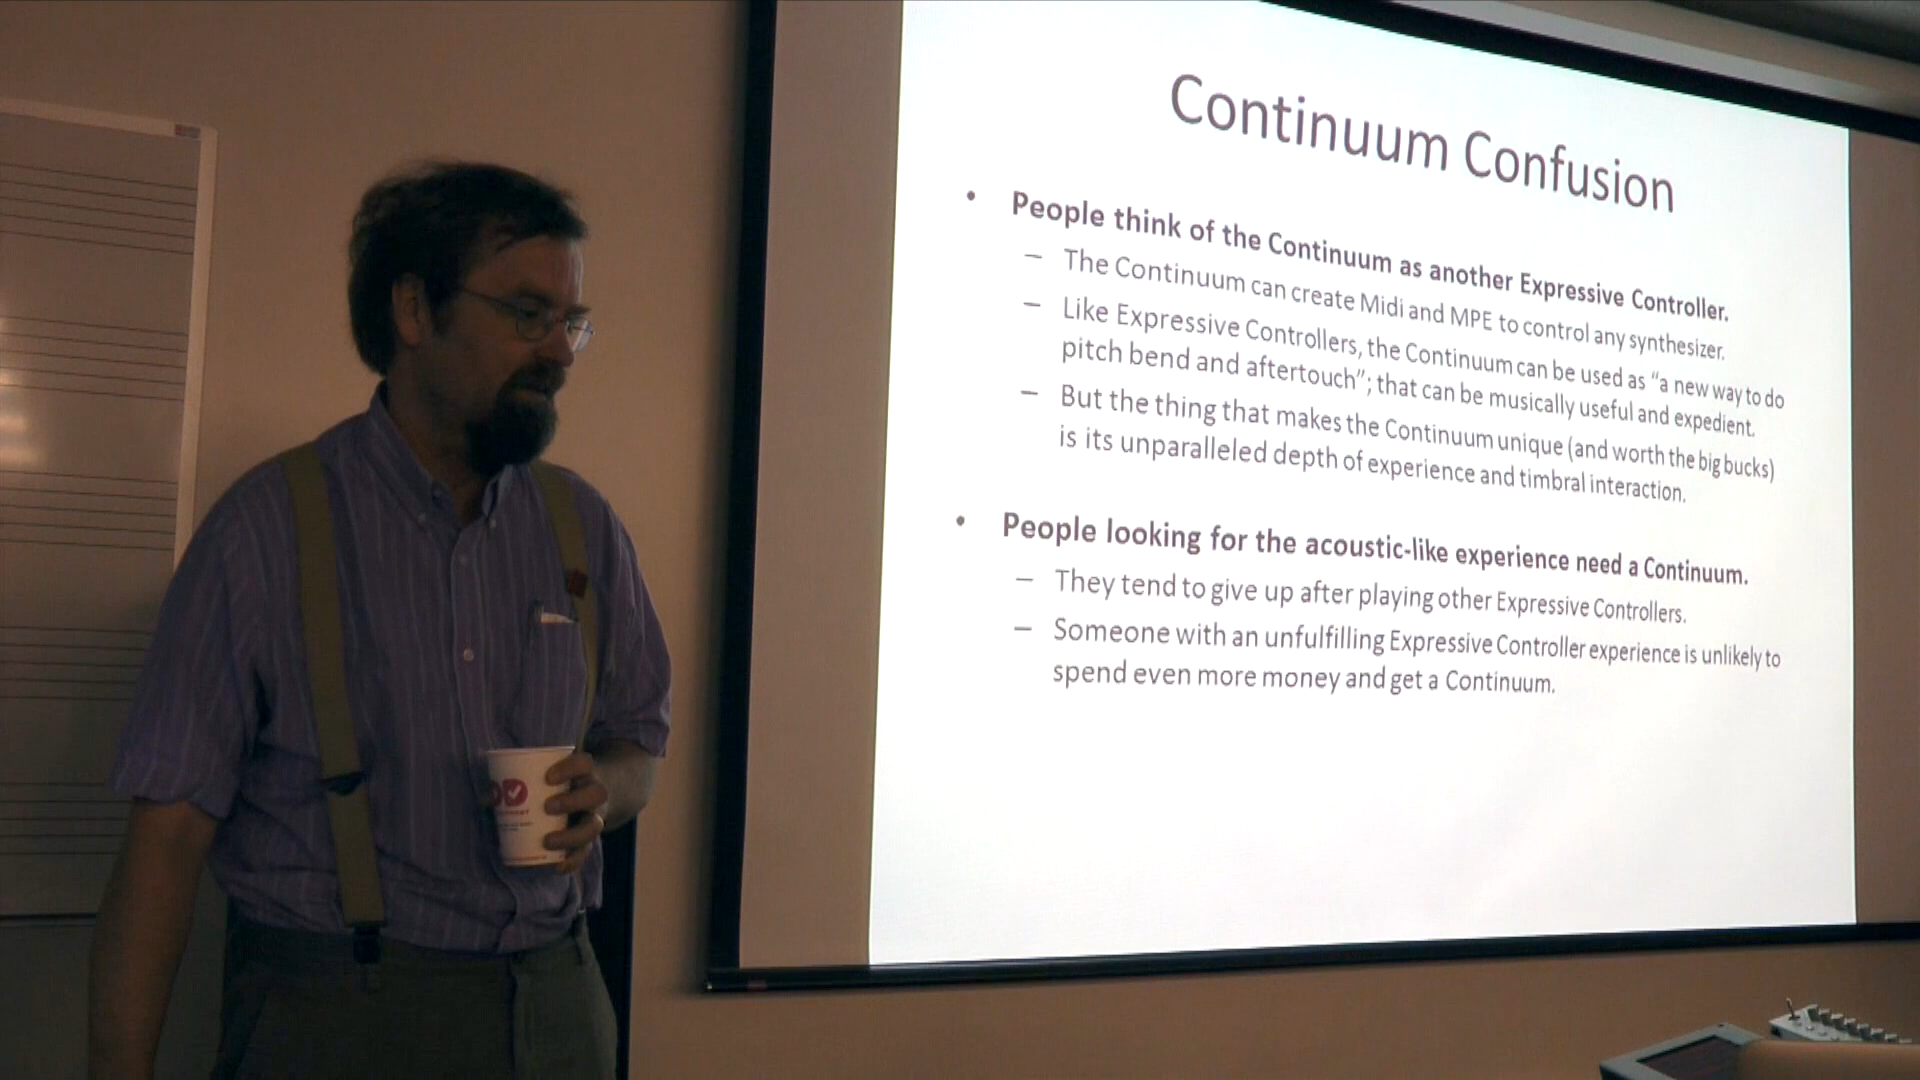 Continuum Confusion
• People think of the Continuum as another Expressive Controller.
– The Continuum can create Midi and MPE to control any synthesizer.
– Like Expressive Controllers, the Continuum can be used as “a new way to do
pitch bend and aftertouch”; that can be musically useful and expedient.
– But the thing that makes the Continuum unique (and worth the big bucks)
is its unparalleled depth of experience and timbral interaction.
• People looking for the acoustic-like experience need a Continuum.
– They tend to give up after playing other Expressive Controllers.
– Someone with an unfulfilling Expressive Controller experience is unlikely to
spend even more money and get a Continuum.